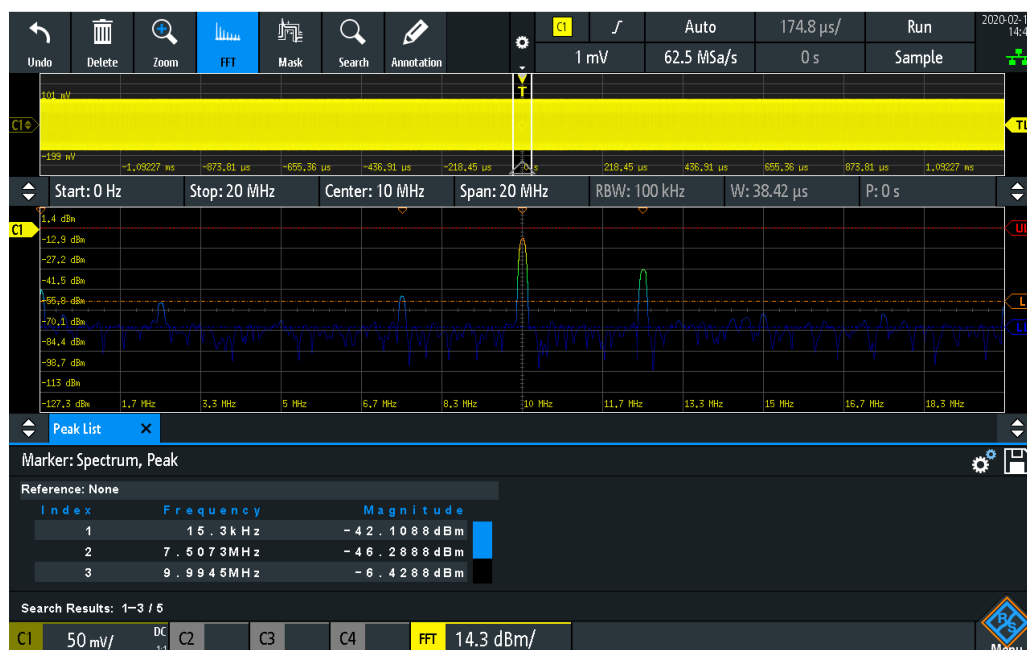 C1 Auto 174.8 µs/ Run
Undo Delete Zoom FFT Mask Search Annotation
1 mV 62.5 MSa/s 0 s Sample
T
101 mV
C1
-199 mV
-1.09227 ms -873.81 µs -655.36 µs -436.91 µs -218.45 µs 0 s 218.45 µs 436.91 µs 655.36 µs 873.81 µs 1.09227 ms
Start: 0 Hz Stop: 20 MHz Center: 10 MHz Span: 20 MHz RBW: 100 kHz W: 38.42 µs P: 0 s
1.4 dBm
C1
-12.9 dBm
-27.2 dBm
-41.5 dBm
-55.8 dBm
-70.1 dBm
-84.4 dBm
-98.7 dBm
-113 dBm
-127.3 dBm 1.7 MHz 3.3 MHz 5 MHz 6.7 MHz 8.3 MHz 10 MHz 11.7 MHz 13.3 MHz 15 MHz 16.7 MHz 18.3 MHz
Peak List
Marker: Spectrum, Peak
Reference: None
Index Frequency Magnitude
1 15.3kHz -42.1088dBm
2 7.5073MHz -46.2888dBm
3 9.9945MHz -6.4288dBm
Search Results: 1-3 / 5
C1 50 mV/ DC 1:1 C2 C3 C4 FFT 14.3 dBm/
R&S
Menu